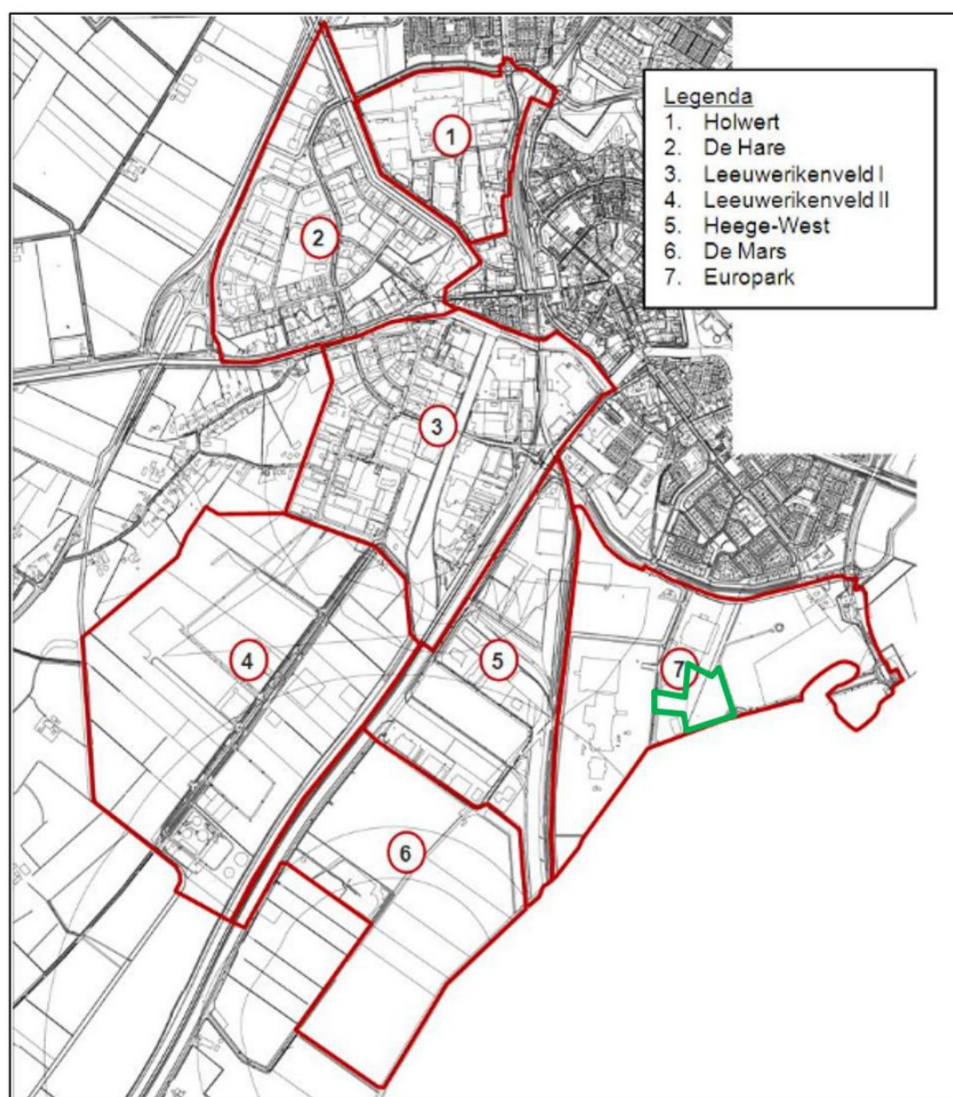 Legenda
1. Holwert
2. De Hare
3. Leeuwerikenveld I
4. Leeuwerikenveld II
5. Heege-West
6. De Mars
7. Europark
1
2
3
4
5
7
6